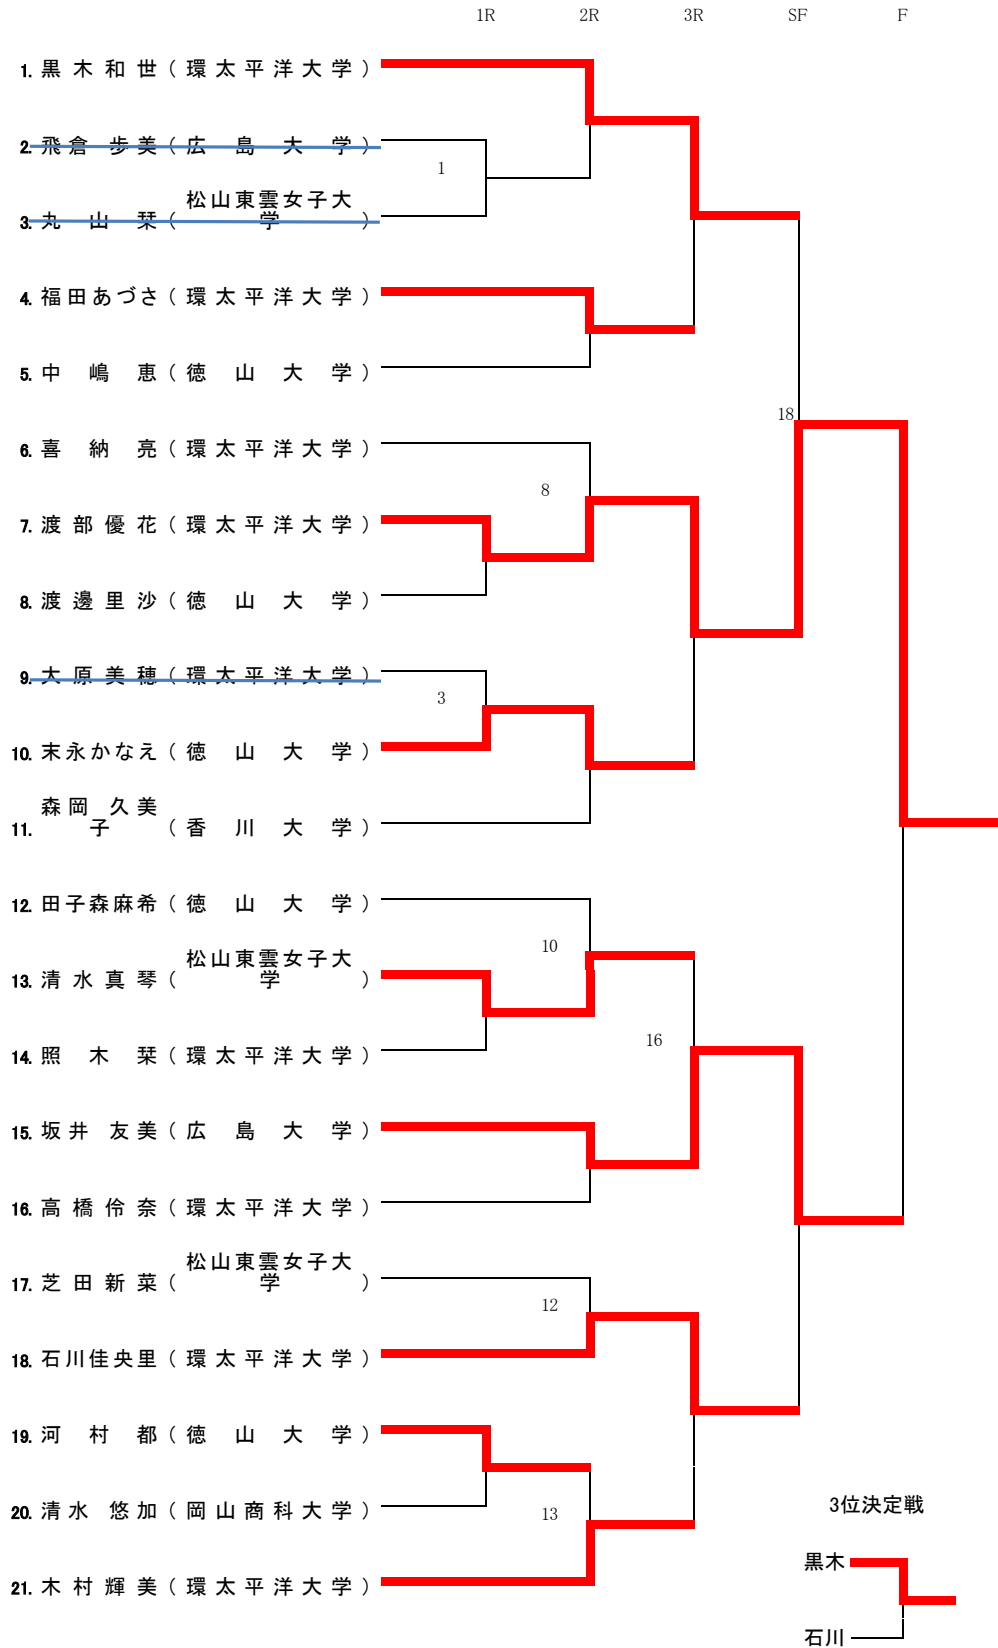 1R 2R 3R SF F
1. 黒木和世（環太平洋大学）
2. 飛倉歩美（広島大学）
1
松山東雲女子大
3. 丸山栞（学）
4. 福田あづさ（環太平洋大学）
5. 中嶋恵（徳山大学）
18
6. 喜納亮（環太平洋大学）
8
7. 渡部優花（環太平洋大学）
8. 渡邊里沙（徳山大学）
9. 大原美穂（環太平洋大学）
3
10. 末永かなえ（徳山大学）
森岡久美
11. 子（香川大学）
12. 田子森麻希（徳山大学）
10
松山東雲女子大
13. 清水真琴（学）
16
14. 照木栞（環太平洋大学）
15. 坂井友美（広島大学）
16. 高橋伶奈（環太平洋大学）
松山東雲女子大
17. 芝田新菜（学）
12
18. 石川佳央里（環太平洋大学）
19. 河村都（徳山大学）
20. 清水悠加（岡山商科大学）
13
3位決定戦
黒木
21. 木村輝美（環太平洋大学）
石川